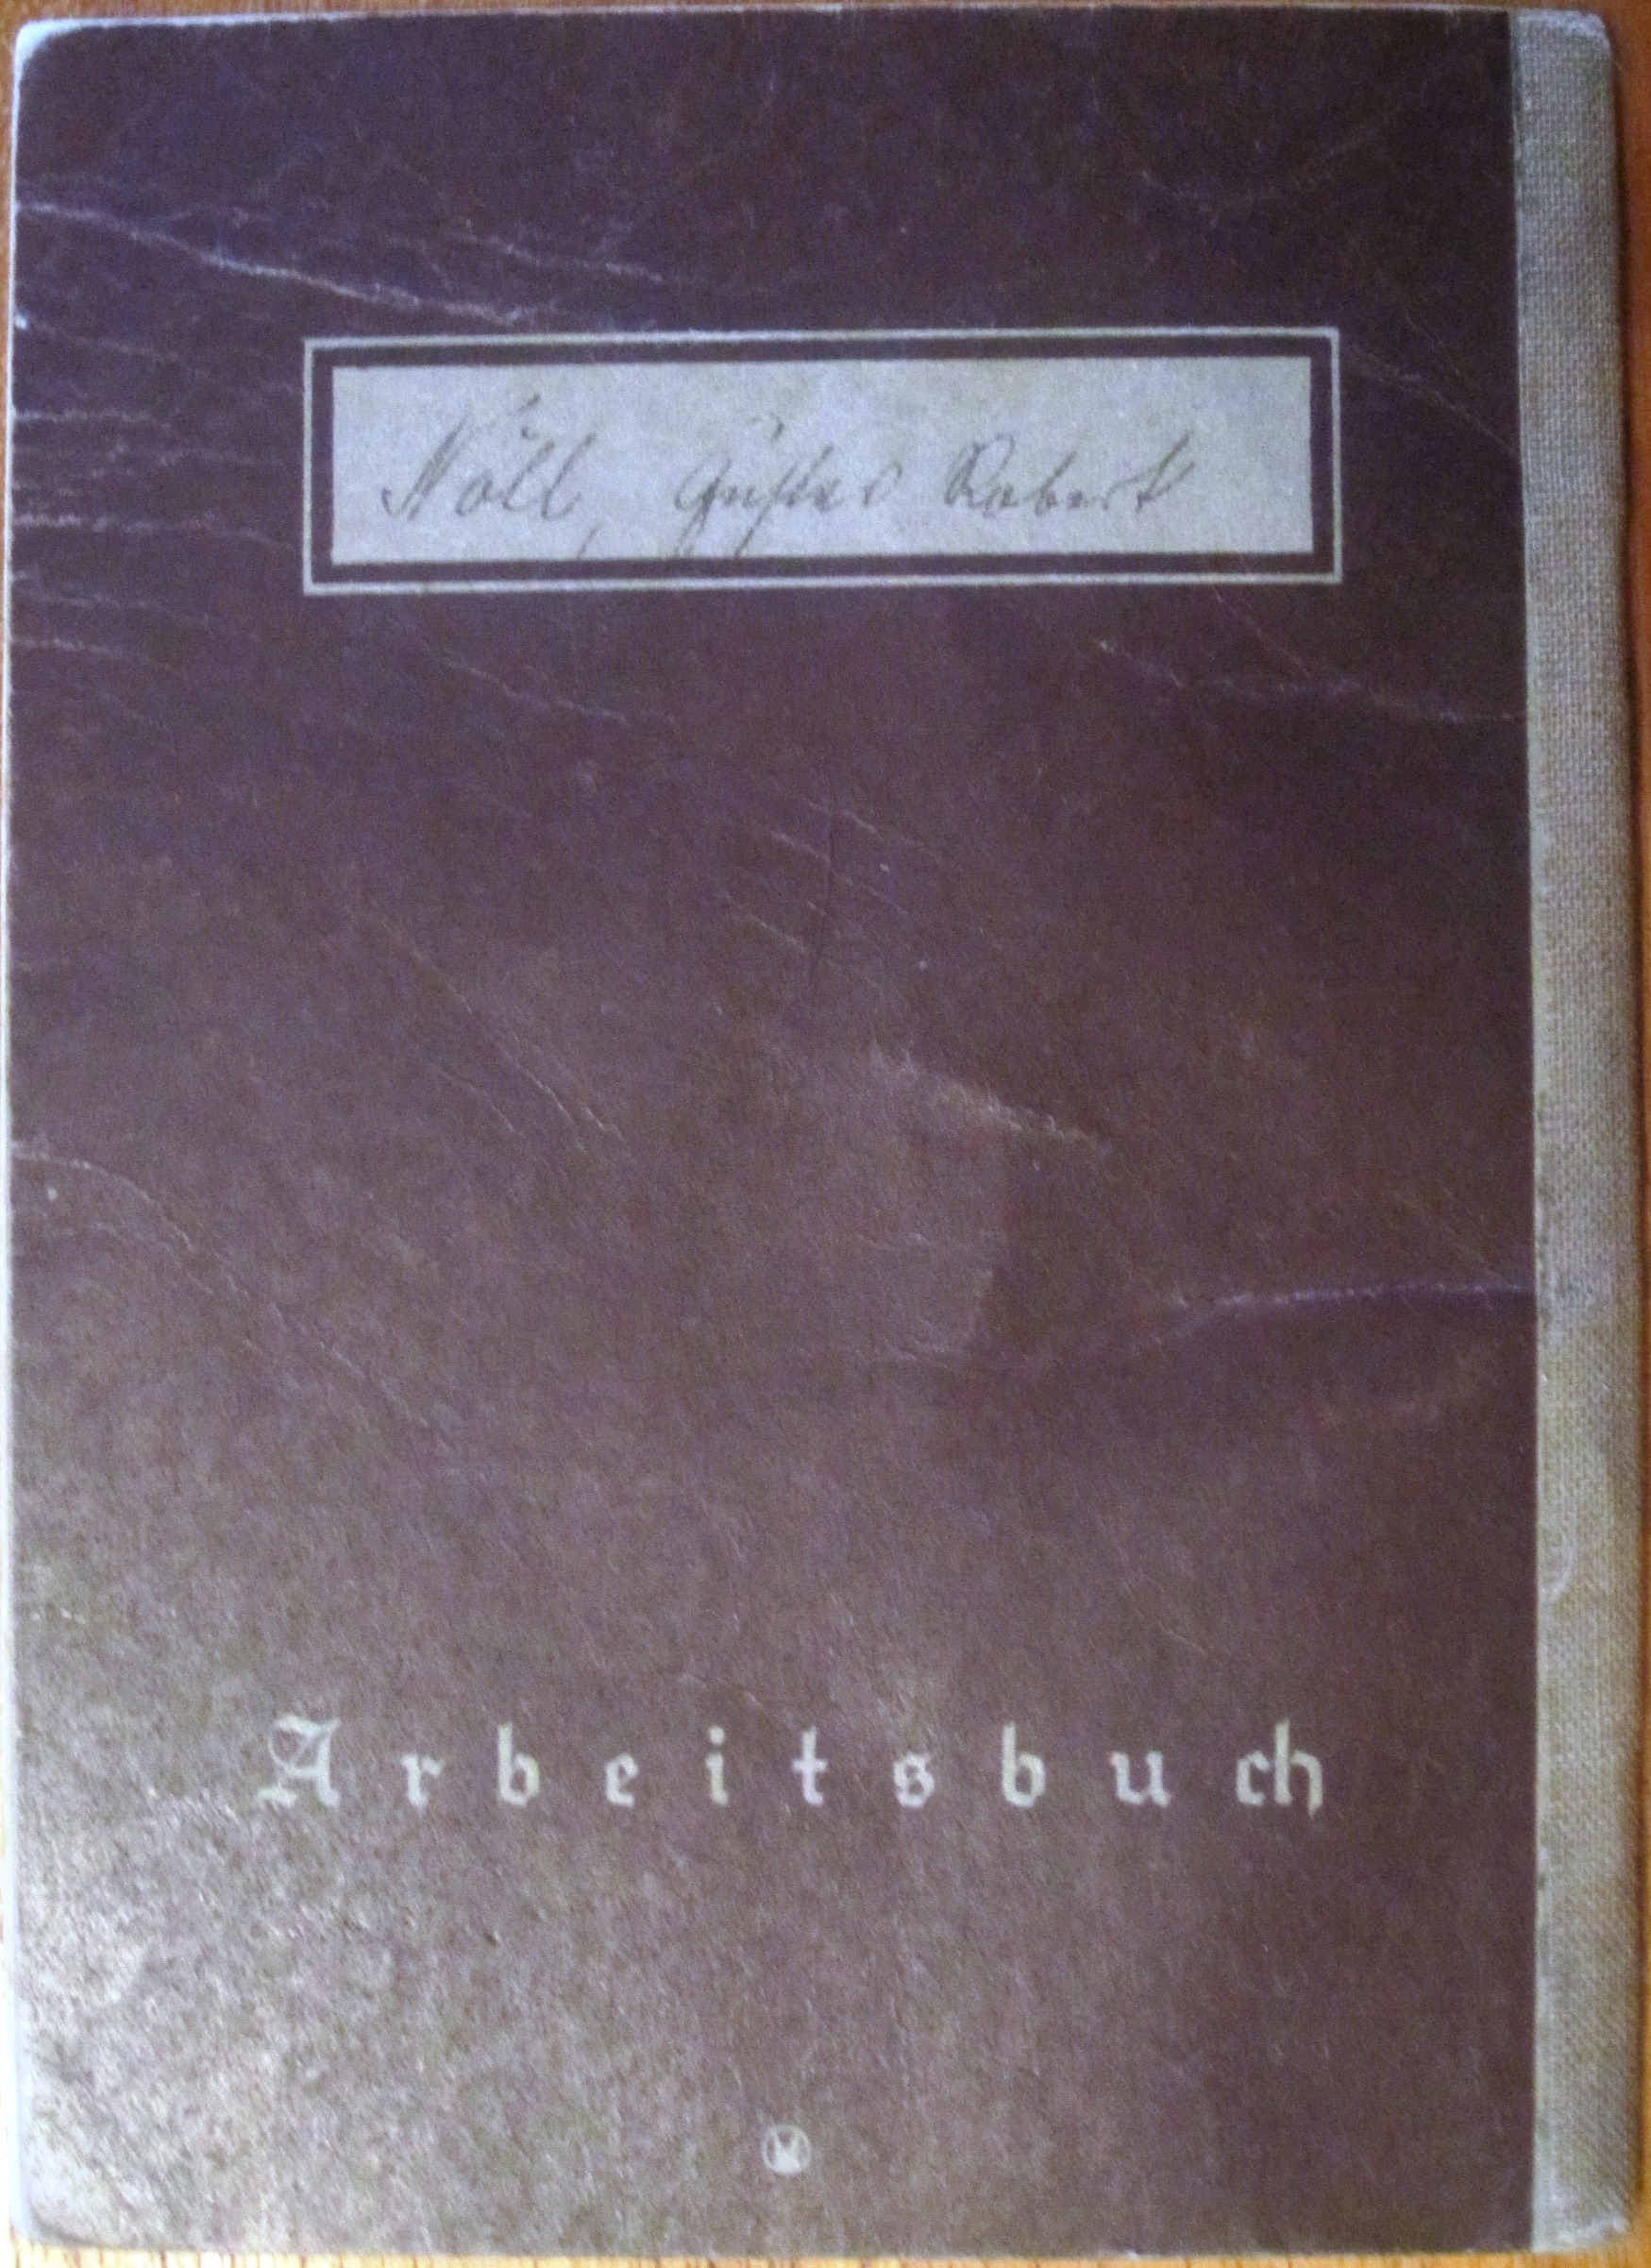 Nöll, Gustav Robert
Arbeitsbuch